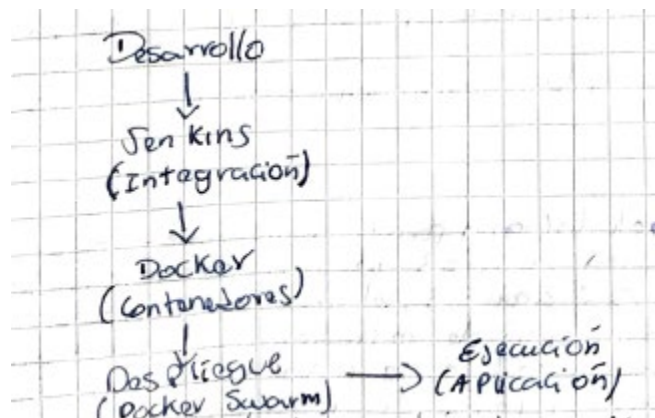 Desarrollo
Jenkins
(Integración)
Docker
(Contenedores)
Despliegue
(Docker Swarm)
Ejecución
(Aplicación)